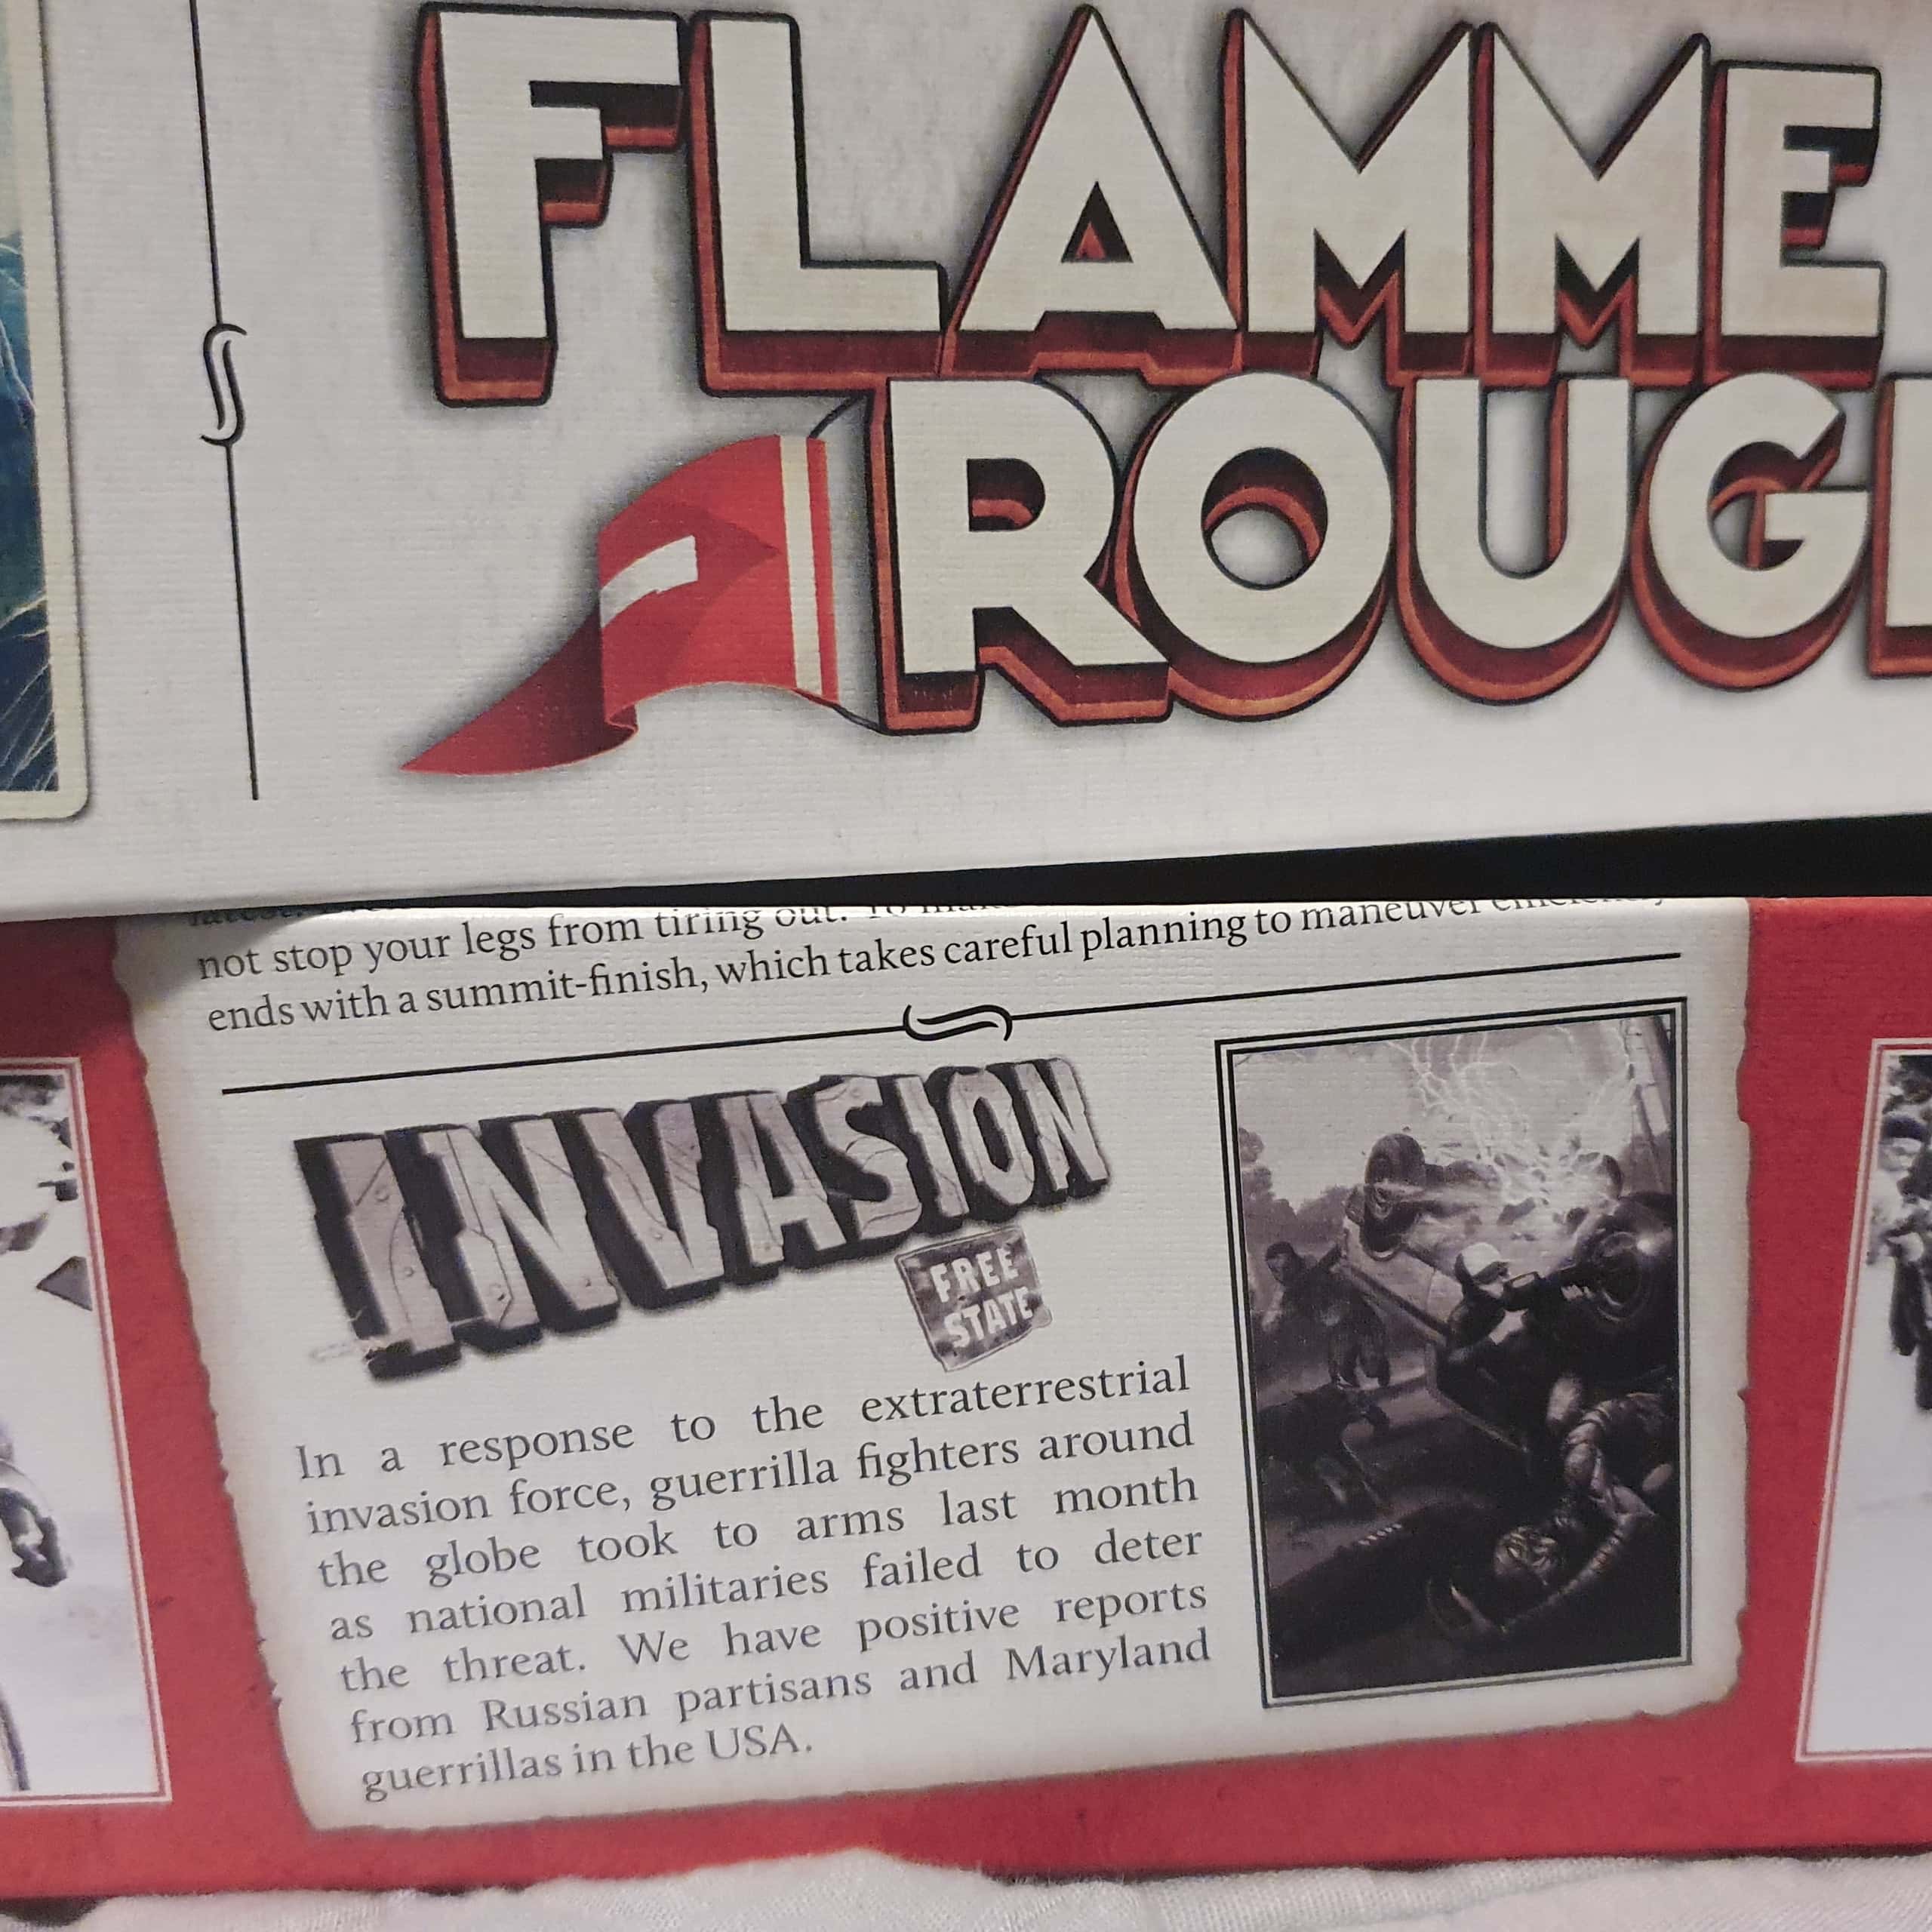 FLAMME
ROUG
not stop your legs from tiring out. To
ends with a summit-finish, which takes careful planning to maneuver
INVASION
FREE
STATE
In a response to the extraterrestrial
invasion force, guerrilla fighters around
the globe took to arms last month
as national militaries failed to deter
the threat. We have positive reports
from Russian partisans and Maryland
guerrillas in the USA.